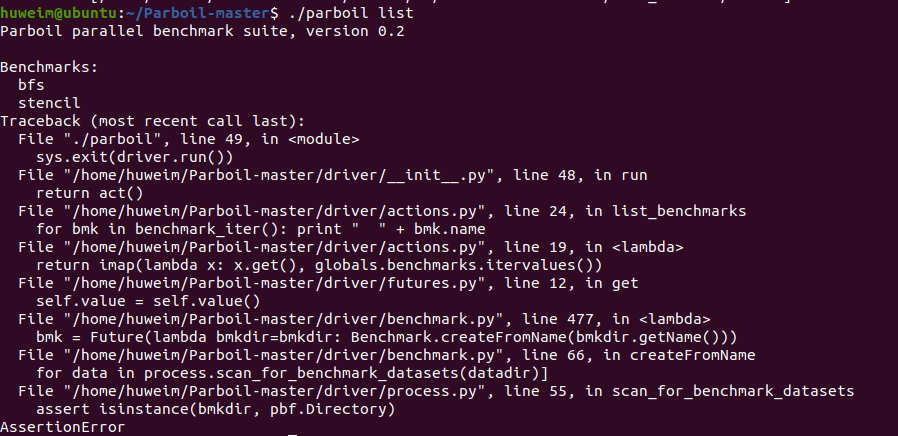 huweim@ubuntu:~/Parboil-master$ ./parboil list
Parboil parallel benchmark suite, version 0.2

Benchmarks:
  bfs
  stencil
Traceback (most recent call last):
  File "./parboil", line 49, in <module>
    sys.exit(driver.run())
  File "/home/huweim/Parboil-master/driver/__init__.py", line 48, in run
    return act()
  File "/home/huweim/Parboil-master/driver/actions.py", line 24, in list_benchmarks
    for bmk in benchmark_iter(): print "  " + bmk.name
  File "/home/huweim/Parboil-master/driver/actions.py", line 19, in <lambda>
    return imap(lambda x: x.get(), globals.benchmarks.itervalues())
  File "/home/huweim/Parboil-master/driver/futures.py", line 12, in get
    self.value = self.value()
  File "/home/huweim/Parboil-master/driver/benchmark.py", line 477, in <lambda>
    bmk = Future(lambda bmkdir=bmkdir: Benchmark.createFromName(bmkdir.getName()))
  File "/home/huweim/Parboil-master/driver/benchmark.py", line 66, in createFromName
    for data in process.scan_for_benchmark_datasets(datadir)]
  File "/home/huweim/Parboil-master/driver/process.py", line 55, in scan_for_benchmark_datasets
    assert isinstance(bmkdir, pbf.Directory)
AssertionError